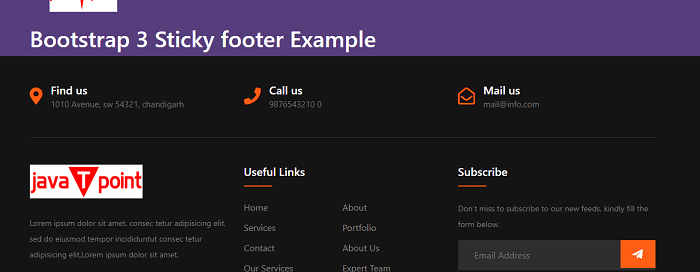 Bootstrap 3 Sticky footer Example
Find us
1010 Avenue, sw 54321, chandigarh
Call us
9876543210 0
Mail us
mail@info.com
javaTpoint
Lorem ipsum dolor sit amet, consec tetur adipisicing elit,
sed do eiusmod tempor incididuntut consec tetur
adipisicing elit,Lorem ipsum dolor sit amet.
Useful Links
Home
About
Services
Portfolio
Contact
About Us
Our Services
Expert Team
Subscribe
Don't miss to subscribe to our new feeds, kindly fill the
form below.
Email Address